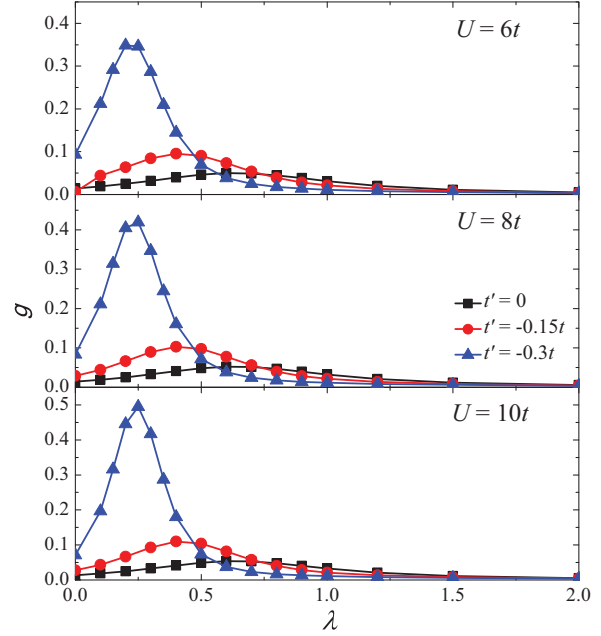 U = 6t
0.4
0.3
0.2
0.1
0.0
U = 8t
0.4
0.3
0.2
0.1
0.0
g
t′ = 0
t′ = -0.15t
t′ = -0.3t
U = 10t
0.5
0.4
0.3
0.2
0.1
0.0
0.0 0.5 1.0 1.5 2.0
λ